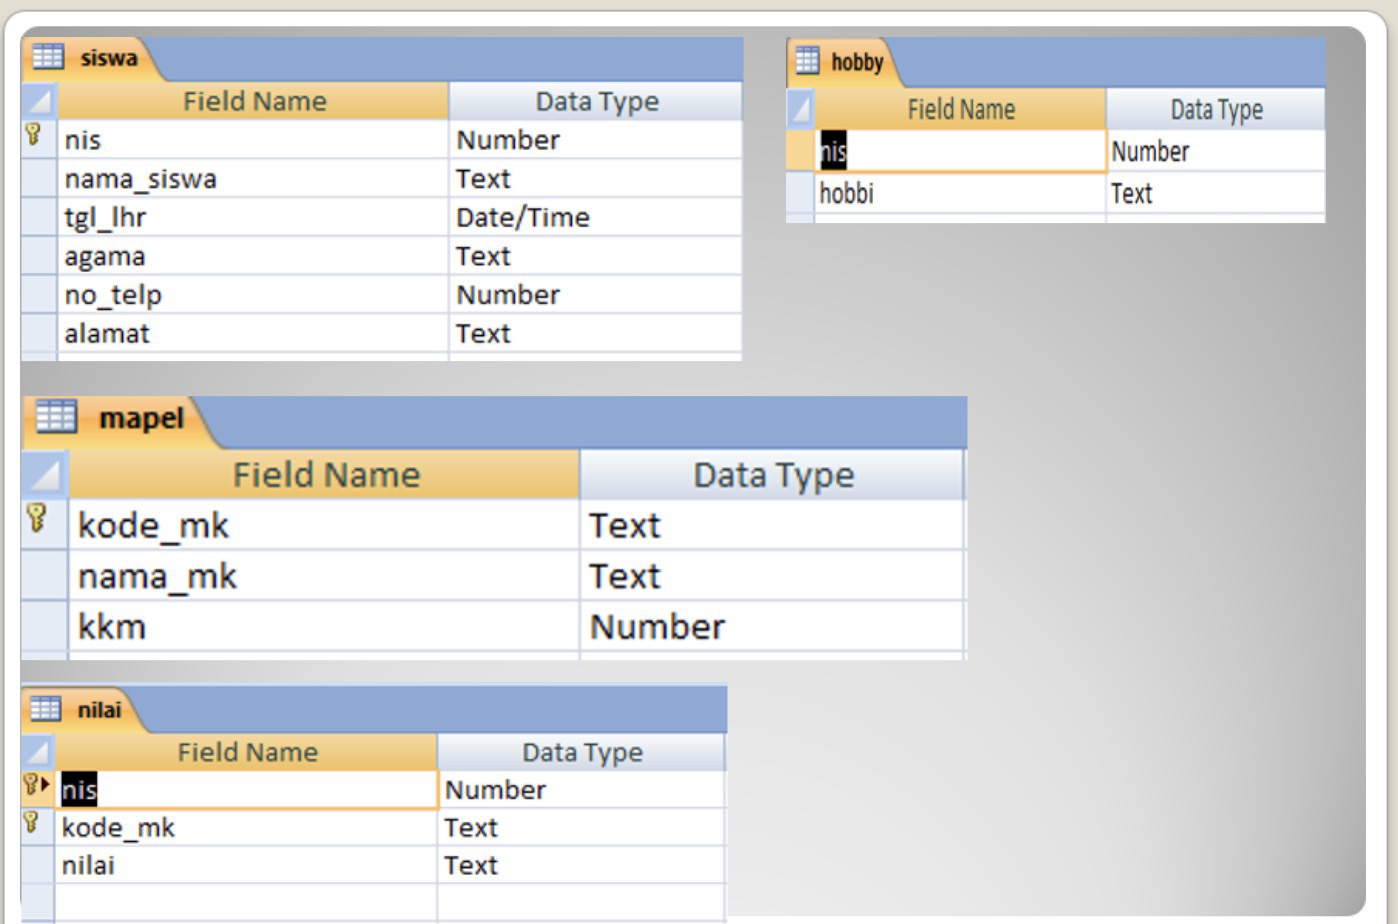 siswa
Field Name Data Type
nis Number
nama_siswa Text
tgl_lhr Date/Time
agama Text
no_telp Number
alamat Text
hobby
Field Name Data Type
nis Number
hobbi Text
mapel
Field Name Data Type
kode_mk Text
nama_mk Text
kkm Number
nilai
Field Name Data Type
nis Number
kode_mk Text
nilai Text